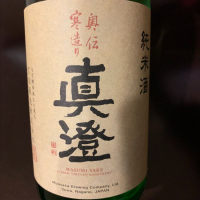 純米酒
奥伝
寒造り
真澄
MASUMI SAKE
Miyasaka Brewing Company, Ltd.
Suwa, Nagano, JAPAN